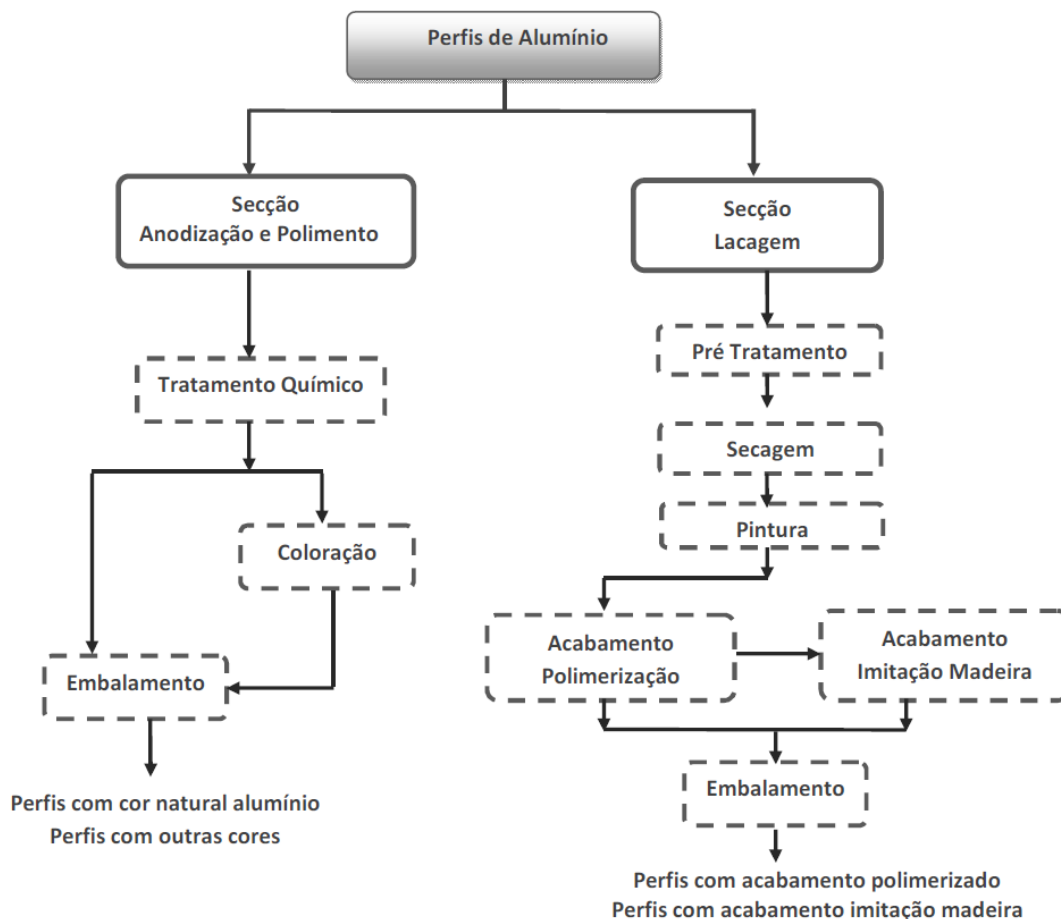 Perfis de Alumínio
Secção
Anodização e Polimento
Tratamento Químico
Coloração
Embalamento
Perfis com cor natural alumínio
Perfis com outras cores
Secção
Lacagem
Pré Tratamento
Secagem
Pintura
Acabamento
Polimerização
Acabamento
Imitação Madeira
Embalamento
Perfis com acabamento polimerizado
Perfis com acabamento imitação madeira